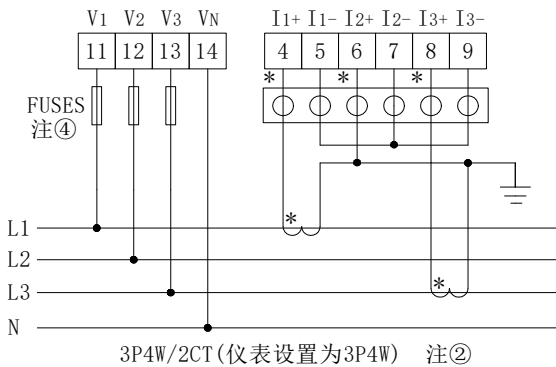 V1 V2 V3 VN I1+ I1- I2+ I2- I3+ I3-
11 12 13 14 4 5 6 7 8 9
* * *
FUSES
注④
*
L1
L2
*
L3
N
3P4W/2CT(仪表设置为3P4W) 注②